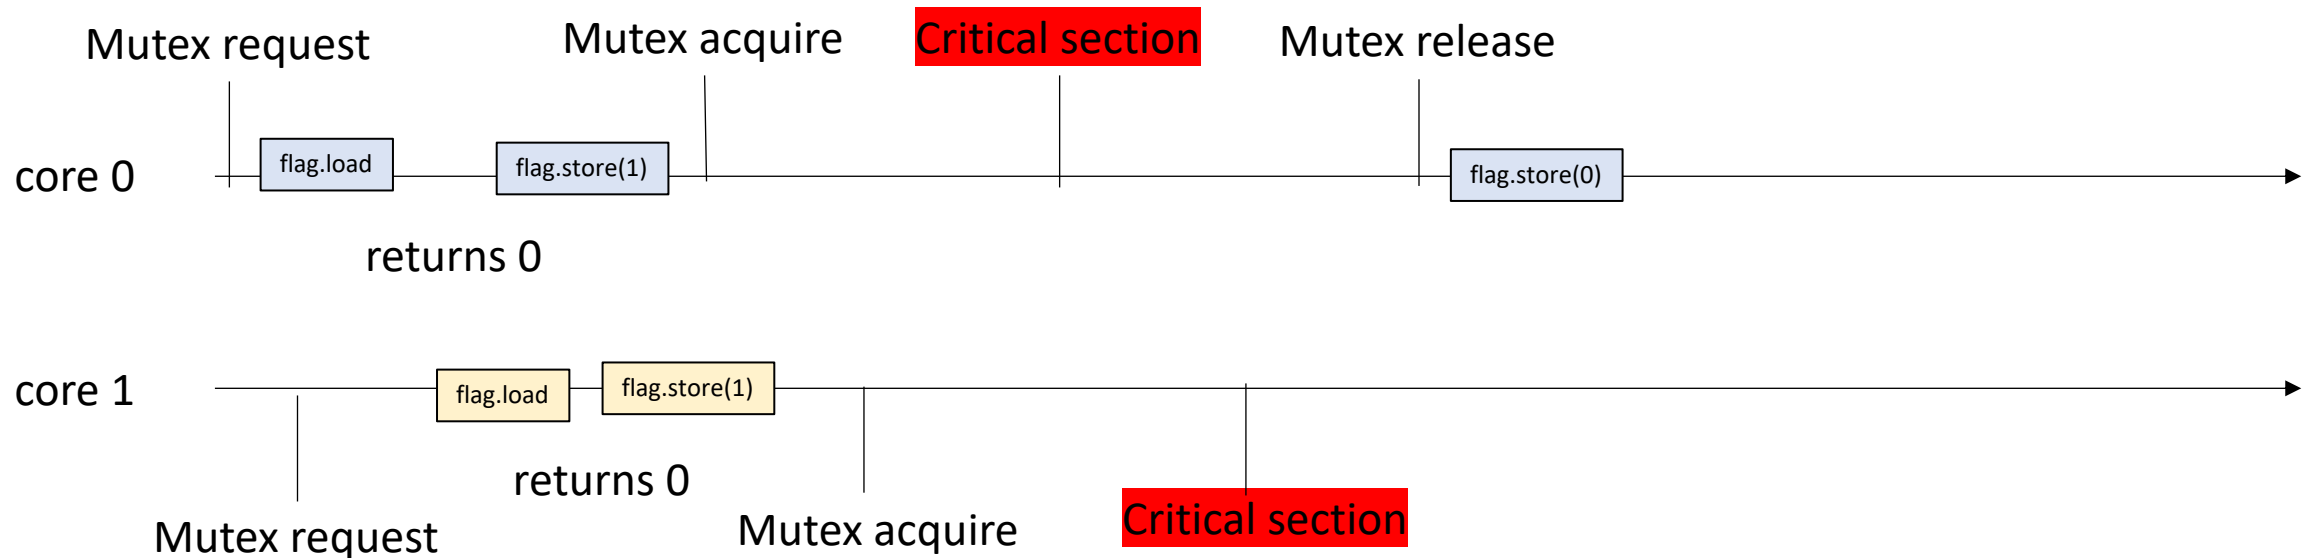 Mutex request
Mutex acquire
Critical section
Mutex release
core 0
flag.load
flag.store(1)
flag.store(0)
returns 0
core 1
flag.load
flag.store(1)
returns 0
Mutex request
Mutex acquire
Critical section